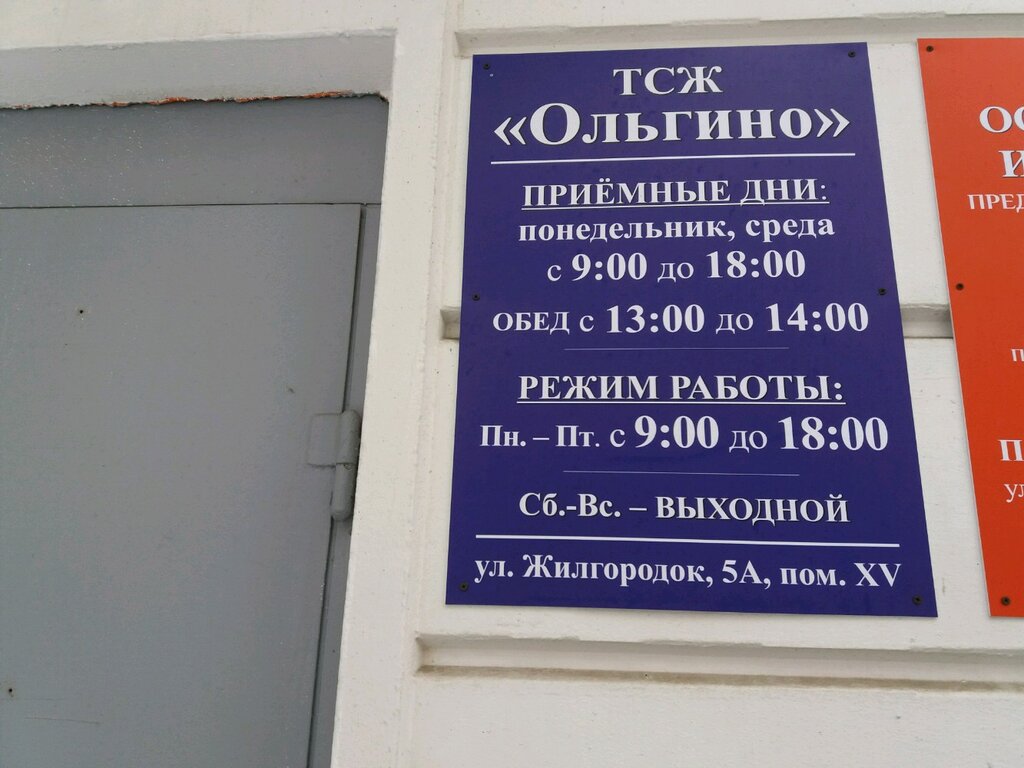 ТСЖ
«Ольгино»
ПРИЁМНЫЕ ДНИ:
понедельник, среда
с 9:00 до 18:00
ОБЕД с 13:00 до 14:00
РЕЖИМ РАБОТЫ:
Пн. – Пт. с 9:00 до 18:00
Сб.-Вс. – ВЫХОДНОЙ
ул. Жилгородок, 5А, пом. XV